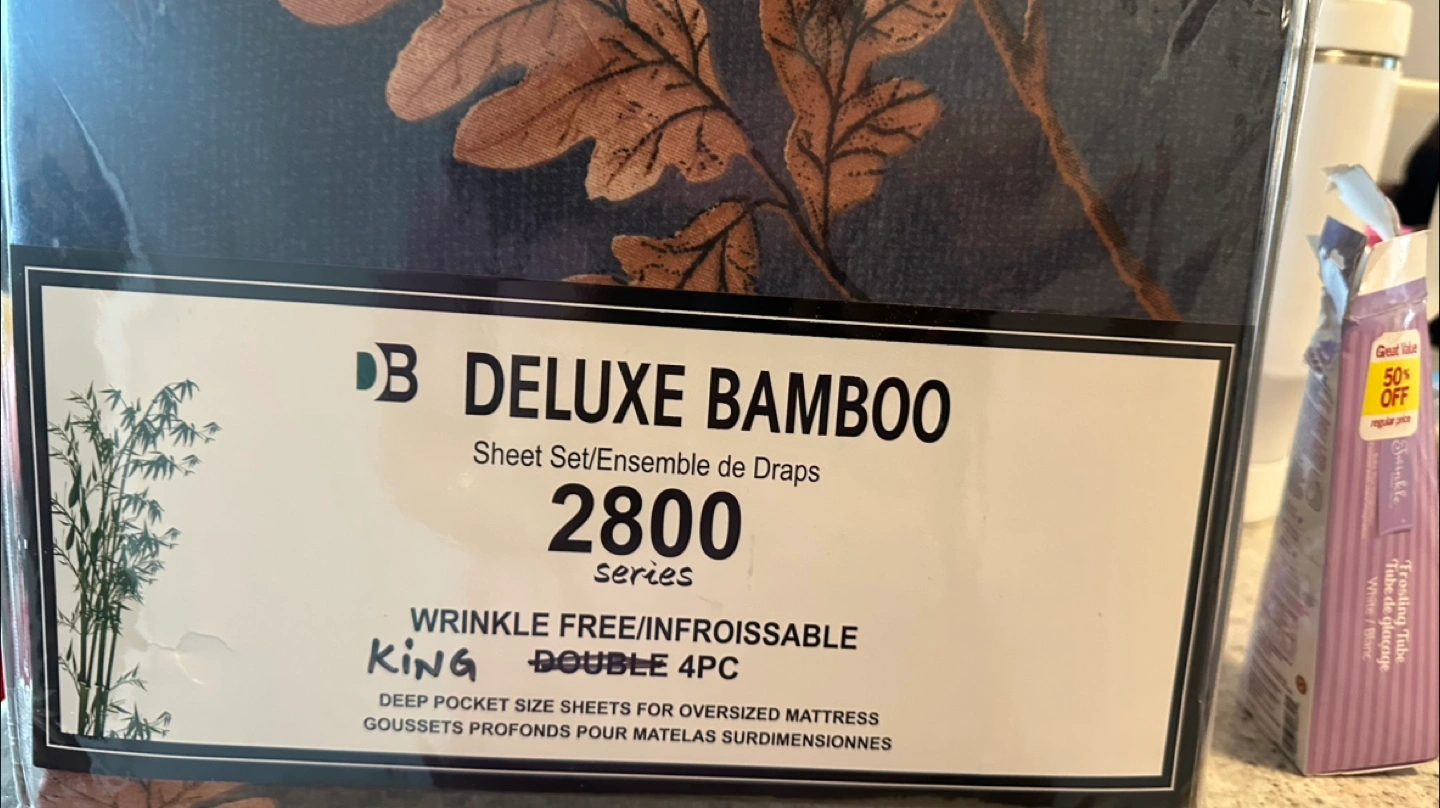 DB DELUXE BAMBOO
Sheet Set/Ensemble de Draps
2800
series
WRINKLE FREE/INFROISSABLE
KiNG DOUBLE 4PC
DEEP POCKET SIZE SHEETS FOR OVERSIZED MATTRESS
GOUSSETS PROFONDS POUR MATELAS SURDIMENSIONNES
Great Value
50%
OFF
regular price
Frosting Tube
Tube de glaçage
White / Blanc